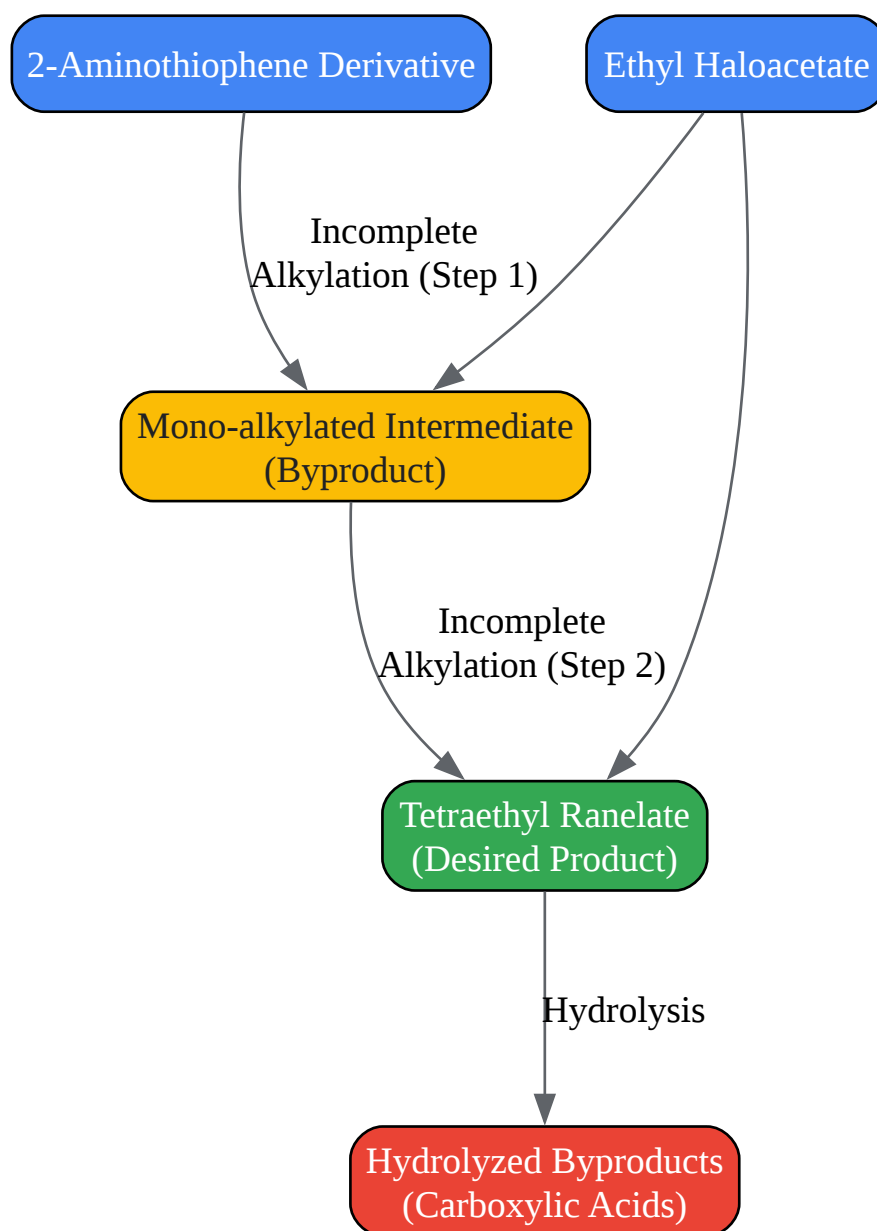 2-Aminothiophene Derivative
Ethyl Haloacetate
Incomplete
Alkylation (Step 1)
Mono-alkylated Intermediate
(Byproduct)
Incomplete
Alkylation (Step 2)
Tetraethyl Ranelate
(Desired Product)
Hydrolysis
Hydrolyzed Byproducts
(Carboxylic Acids)